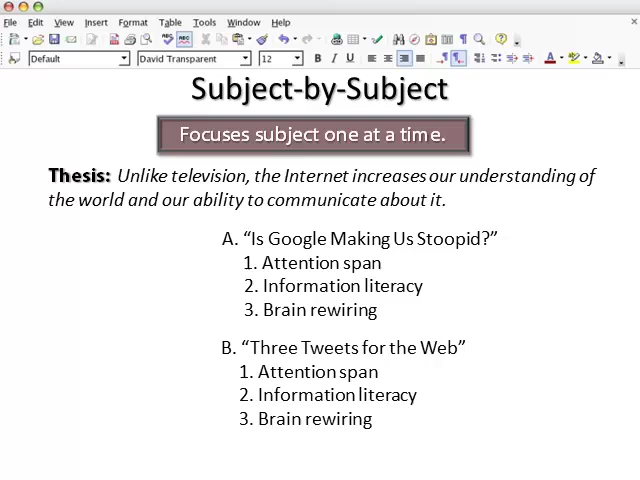 File Edit View Insert Format Table Tools Window Help
Default David Transparent 12 B I U A
Subject-by-Subject
Focuses subject one at a time.
Thesis: Unlike television, the Internet increases our understanding of
the world and our ability to communicate about it.
A. “Is Google Making Us Stoopid?”
1. Attention span
2. Information literacy
3. Brain rewiring
B. “Three Tweets for the Web”
1. Attention span
2. Information literacy
3. Brain rewiring